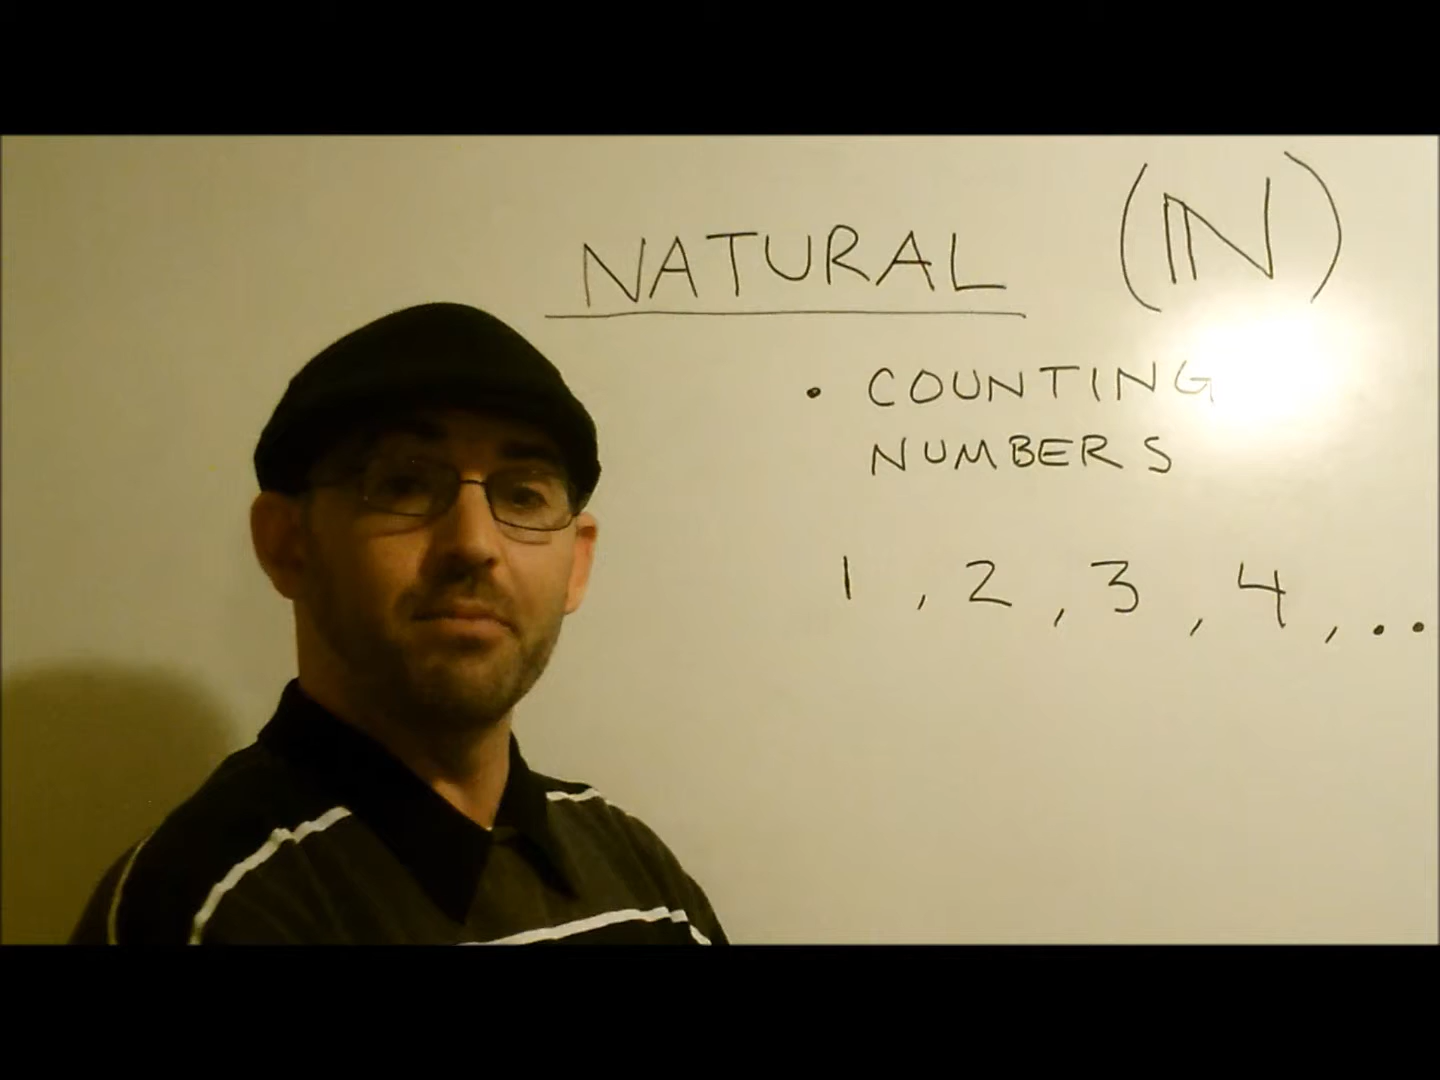 NATURAL (ℕ)
• COUNTING
NUMBERS
1, 2, 3, 4, ..